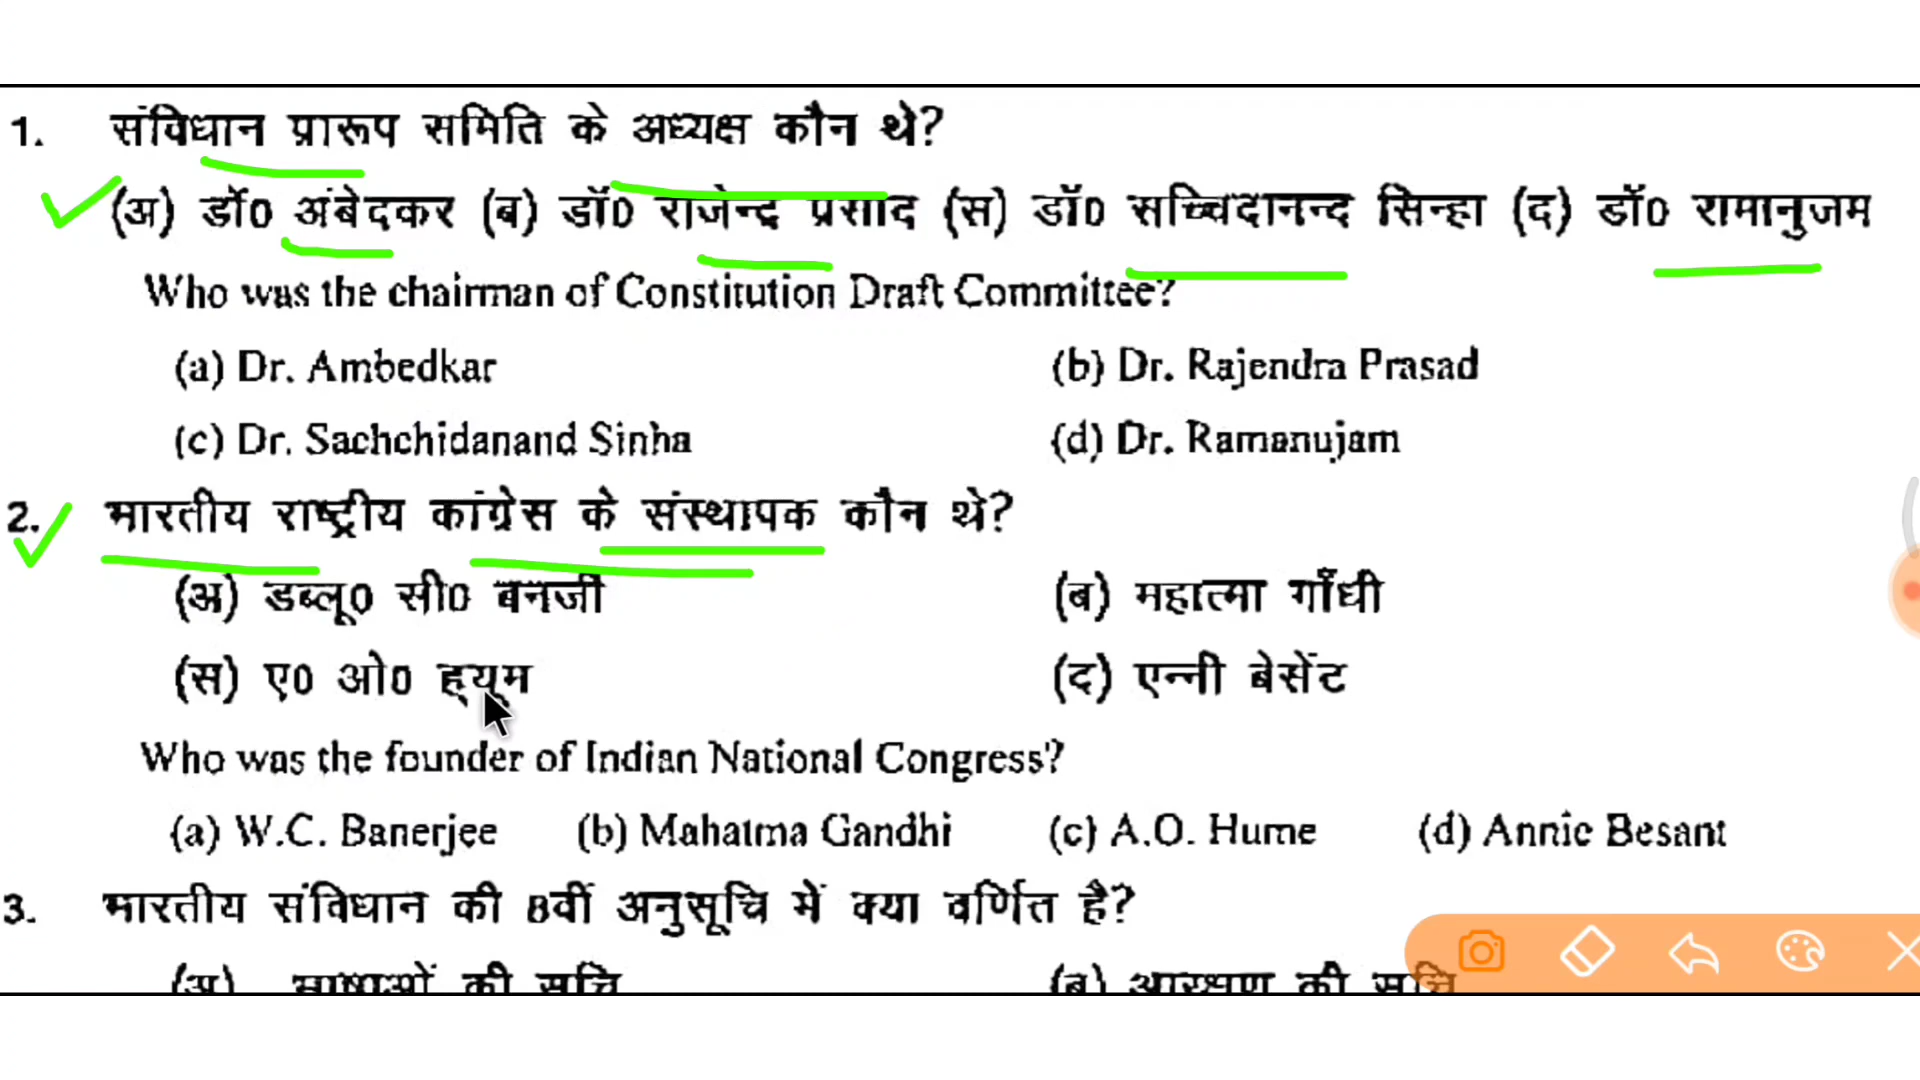 1. संविधान प्रारूप समिति के अध्यक्ष कौन थे?
(अ) डॉ0 अंबेदकर (ब) डॉ0 राजेन्द्र प्रसाद (स) डॉ0 सच्चिदानन्द सिन्हा (द) डॉ0 रामानुजम
Who was the chairman of Constitution Draft Committee?
(a) Dr. Ambedkar (b) Dr. Rajendra Prasad
(c) Dr. Sachchidanand Sinha (d) Dr. Ramanujam
2. भारतीय राष्ट्रीय कांग्रेस के संस्थापक कौन थे?
(अ) डब्लू0 सी0 बनर्जी (ब) महात्मा गाँधी
(स) ए0 ओ0 ह्यूम (द) एन्नी बेसेंट
Who was the founder of Indian National Congress?
(a) W.C. Banerjee (b) Mahatma Gandhi (c) A.O. Hume (d) Annie Besant
3. भारतीय संविधान की 8वीं अनुसूचि में क्या वर्णित है?
(अ) भाषाओं की सूचि (ब) आरक्षण की सूचि